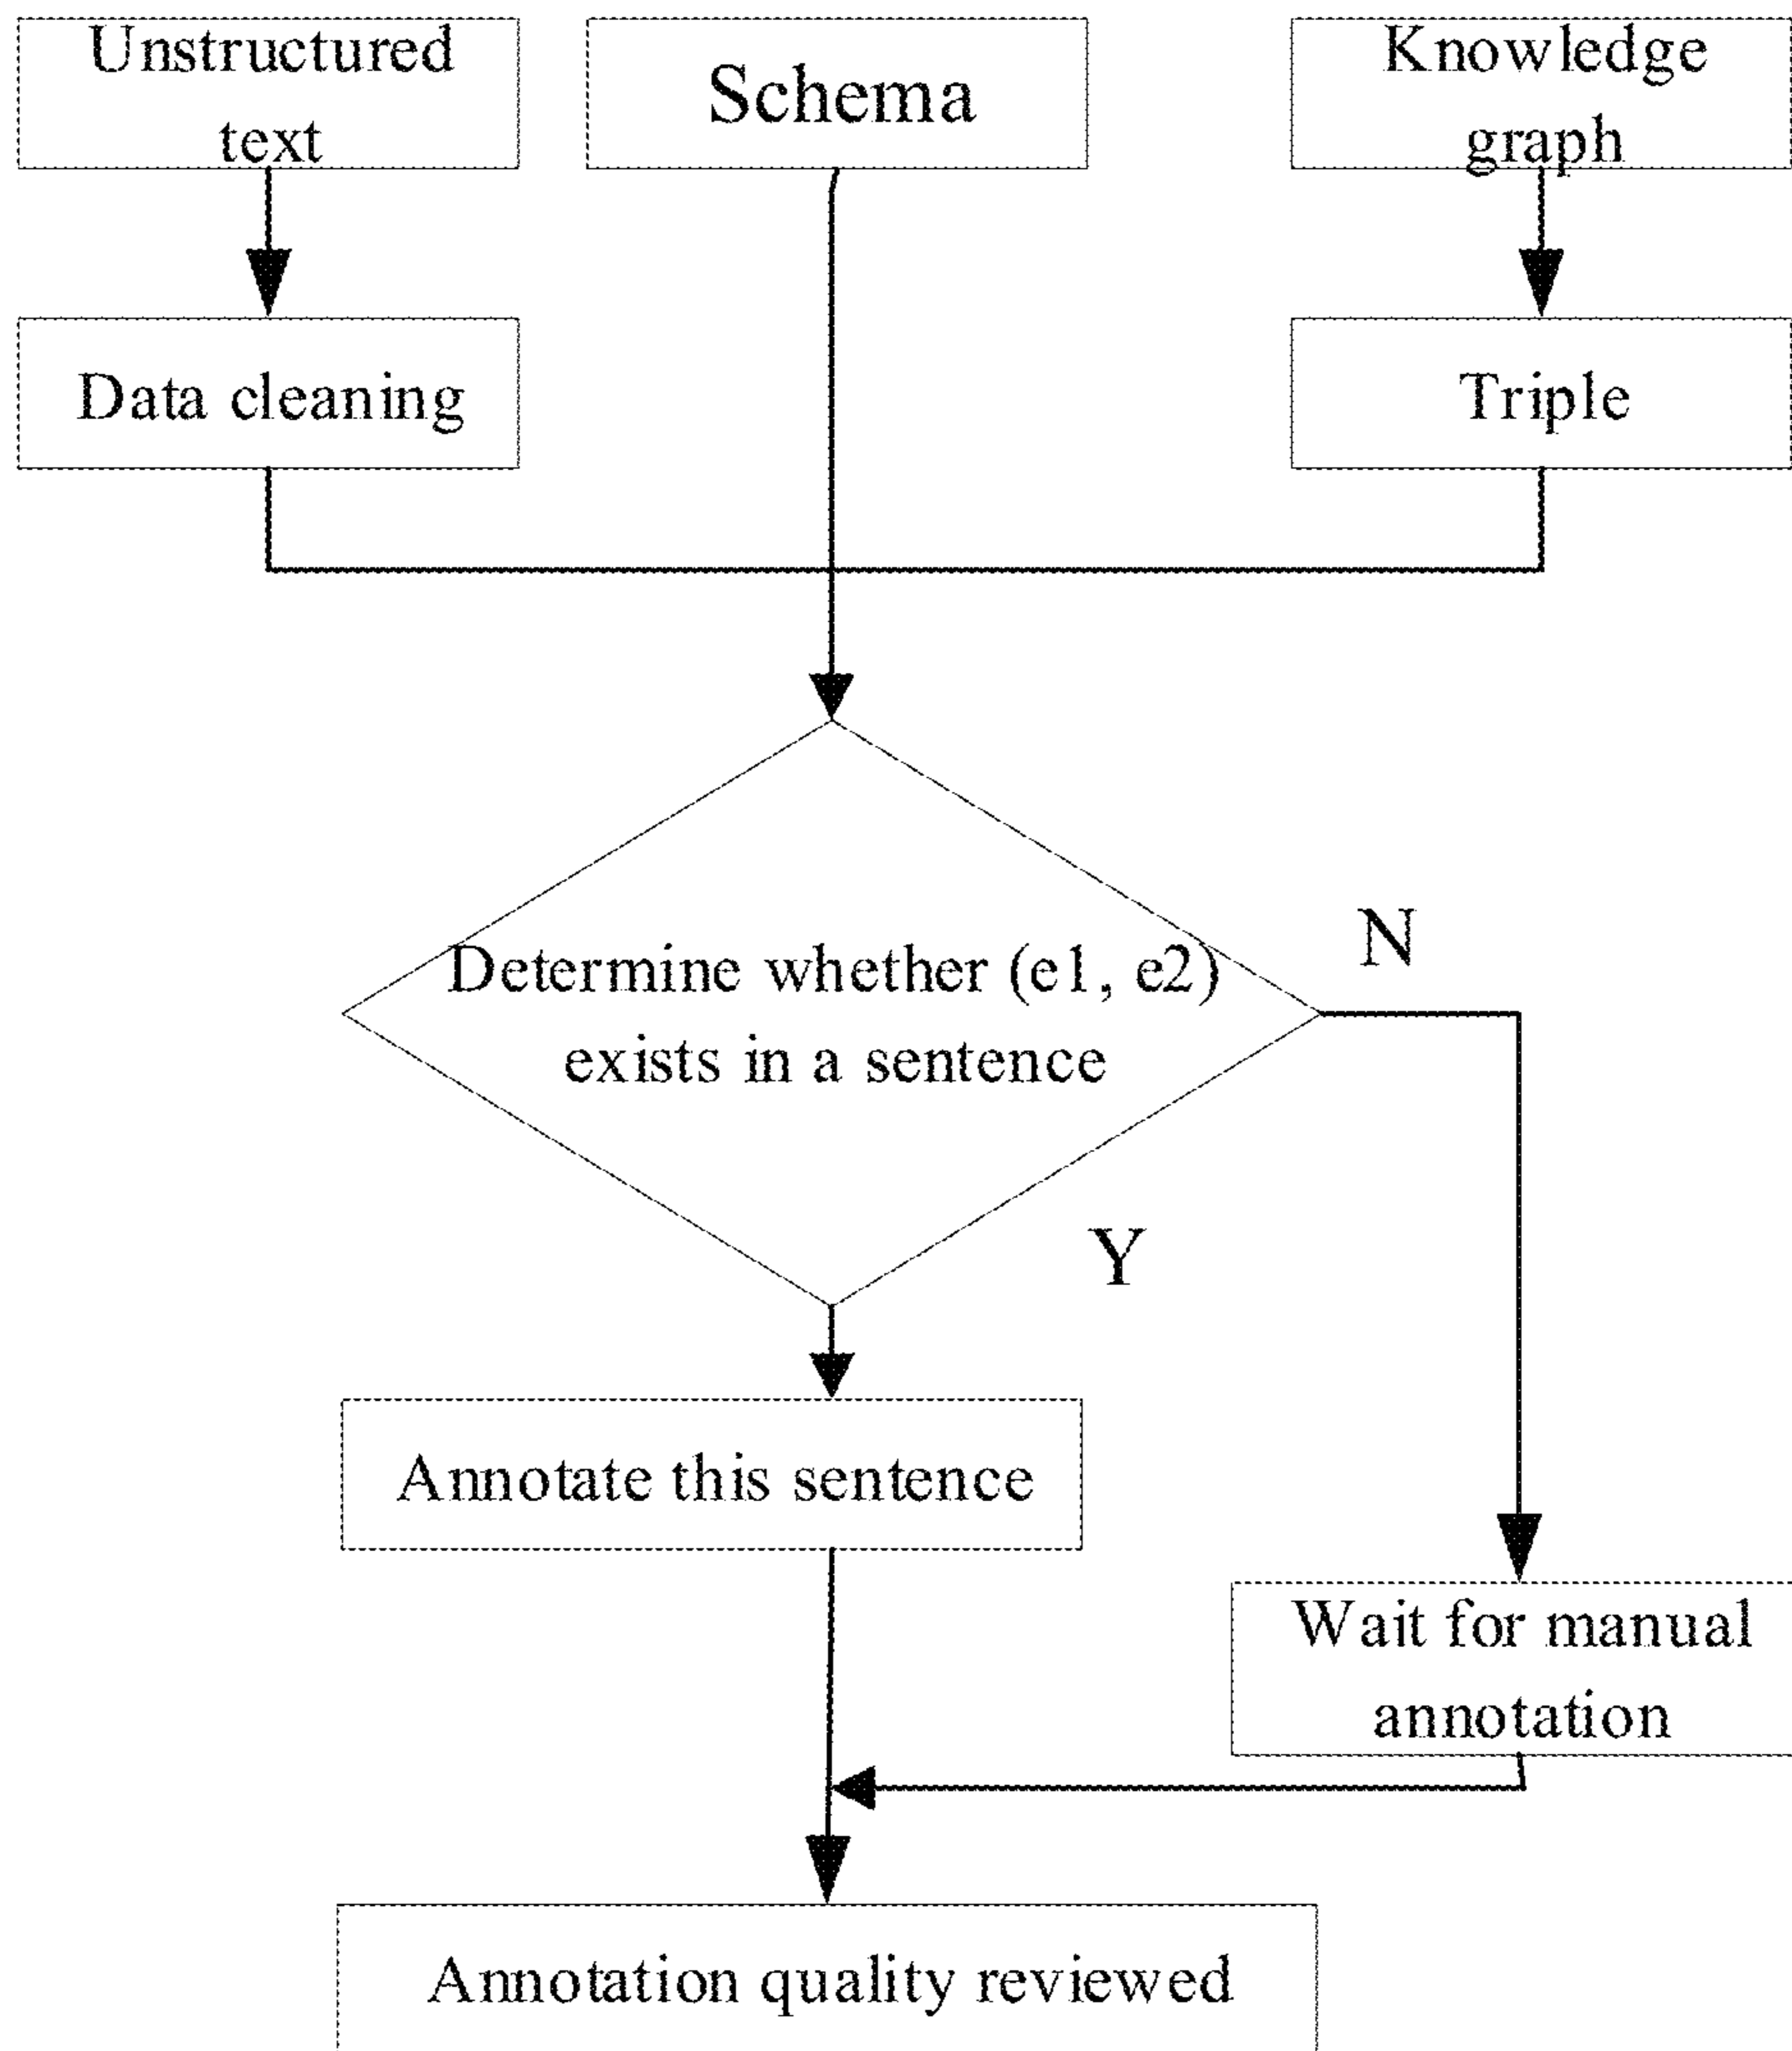 Unstructured
text
Schema
Knowledge
graph
Data cleaning
Triple
Determine whether (e1, e2)
exists in a sentence
N
Y
Annotate this sentence
Wait for manual
annotation
Annotation quality reviewed